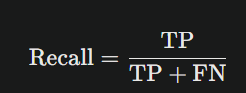 Recall = TP / (TP + FN)